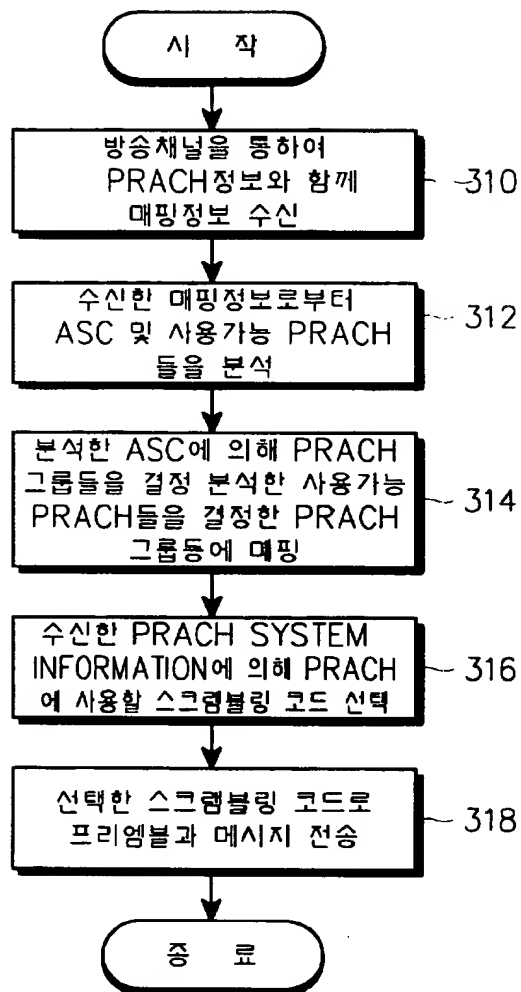 시 작
방송채널을 통하여
PRACH정보와 함께
매핑정보 수신
310
수신한 매핑정보로부터
ASC 및 사용가능 PRACH
들을 분석
312
분석한 ASC에 의해 PRACH
그룹들을 결정 분석한 사용가능
PRACH들을 결정한 PRACH
그룹등에 매핑
314
수신한 PRACH SYSTEM
INFORMATION에 의해 PRACH
에 사용할 스크램블링 코드 선택
316
선택한 스크램블링 코드로
프리엠블과 메시지 전송
318
종 료